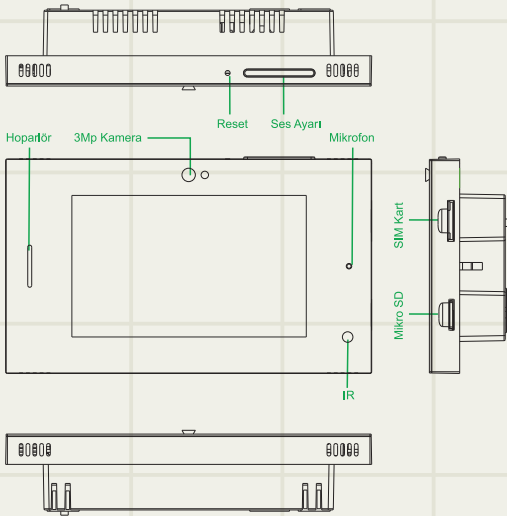 Reset
Ses Ayarı
Hoparlör
3Mp Kamera
Mikrofon
SIM Kart
Mikro SD
IR